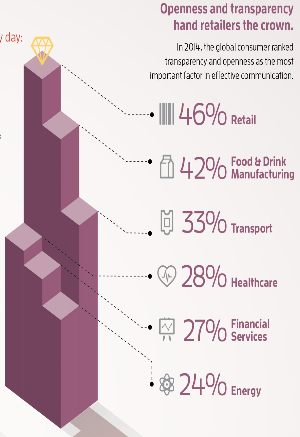 Openness and transparency
hand retailers the crown.
y day:
In 2014, the global consumer ranked
transparency and openness as the most
important factor in effective communication.
46% Retail
42% Food & Drink
Manufacturing
33% Transport
28% Healthcare
27% Financial
Services
24% Energy